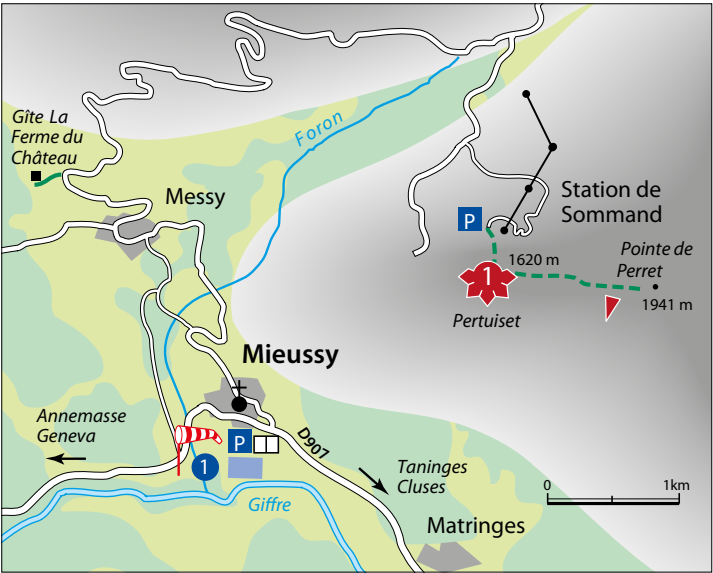 Gîte La
Ferme du
Château
Foron
Messy
Station de
Sommand
P
1620 m
Pointe de
Perret
1
1941 m
Pertuiset
Mieussy
Annemasse
Geneva
P
D907
1
Taninges
Cluses
0
1km
Giffre
Matringes